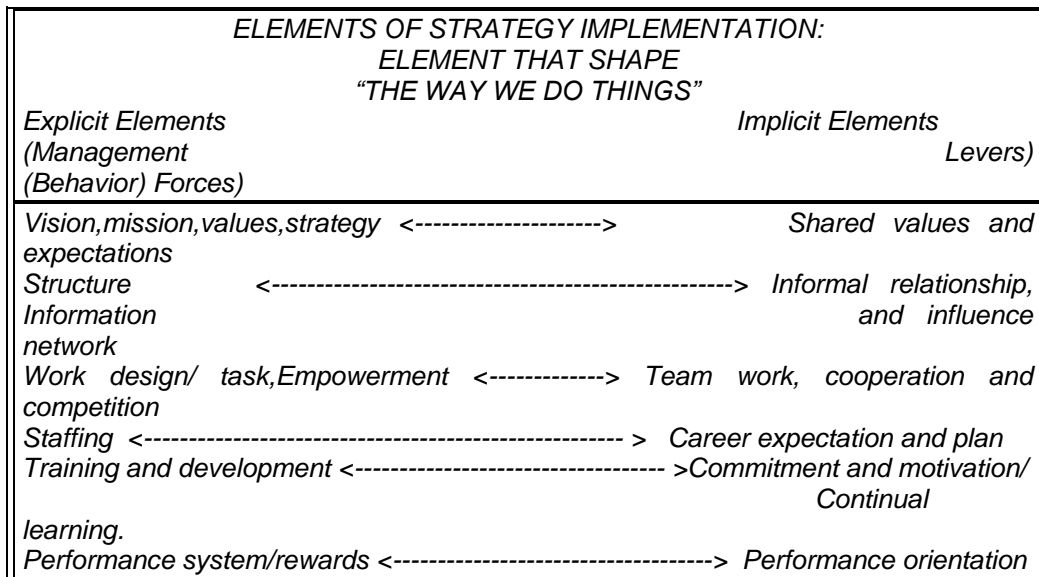 ELEMENTS OF STRATEGY IMPLEMENTATION:
ELEMENT THAT SHAPE
“THE WAY WE DO THINGS”
Explicit Elements Implicit Elements
(Management Levers)
(Behavior) Forces)
Vision,mission,values,strategy <---------------------> Shared values and
expectations
Structure <----------------------------------------------------> Informal relationship,
Information and influence
network
Work design/ task,Empowerment <-------------> Team work, cooperation and
competition
Staffing <----------------------------------------------------- > Career expectation and plan
Training and development <------------------------------------ >Commitment and motivation/
Continual
learning.
Performance system/rewards <------------------------------------> Performance orientation